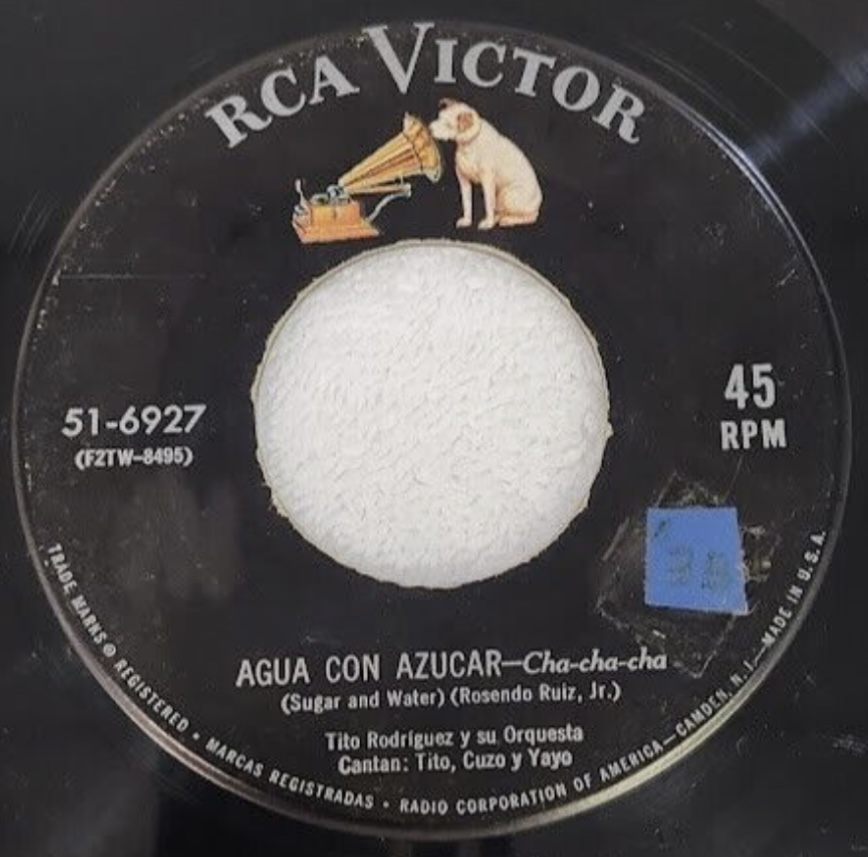 RCA VICTOR
51-6927
(F2TW-8495)
45
RPM
AGUA CON AZUCAR—Cha-cha-cha
(Sugar and Water) (Rosendo Ruiz, Jr.)
Tito Rodríguez y su Orquesta
Cantan: Tito, Cuzo y Yayo
TRADE MARKS ® REGISTERED • MARCAS REGISTRADAS • RADIO CORPORATION OF AMERICA—CAMDEN, N. J.—MADE IN U. S. A.